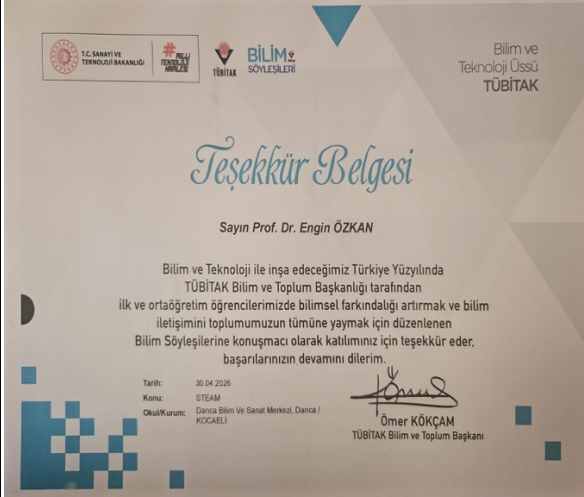 T.C. SANAYİ VE
TEKNOLOJİ BAKANLIĞI
#MİLLİ
TEKNOLOJİ
HAMLESİ
TÜBİTAK
BİLİM
SÖYLEŞİLERİ
Bilim ve
Teknoloji Üssü
TÜBİTAK
Teşekkür Belgesi
Sayın Prof. Dr. Engin ÖZKAN
Bilim ve Teknoloji ile inşa edeceğimiz Türkiye Yüzyılında
TÜBİTAK Bilim ve Toplum Başkanlığı tarafından
ilk ve ortaöğretim öğrencilerimizde bilimsel farkındalığı artırmak ve bilim
iletişimini toplumumuzun tümüne yaymak için düzenlenen
Bilim Söyleşilerine konuşmacı olarak katılımınız için teşekkür eder,
başarılarınızın devamını dilerim.
Tarih: 30.04.2026
Konu: STEAM
Okul/Kurum: Darıca Bilim Ve Sanat Merkezi, Darıca /
KOCAELİ
Ömer KÖKÇAM
TÜBİTAK Bilim ve Toplum Başkanı